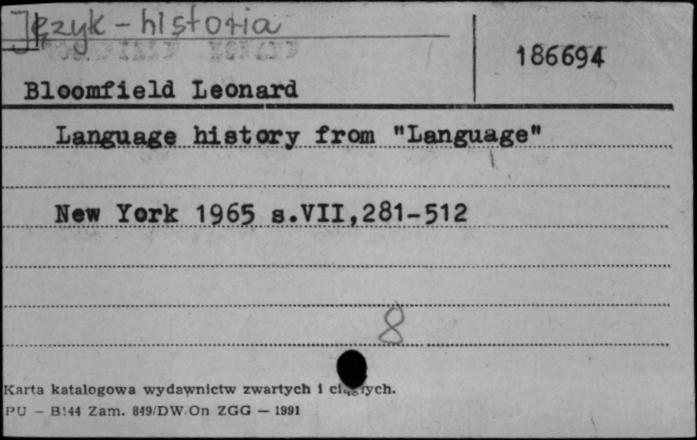 Język - historia
186694
Bloomfield Leonard
Language history from "Language"
New York 1965 s.VII,281-512
8
Karta katalogowa wydawnictw zwartych i ciągłych.
PU - B144 Zam. 849/DW/On ZGG - 1991